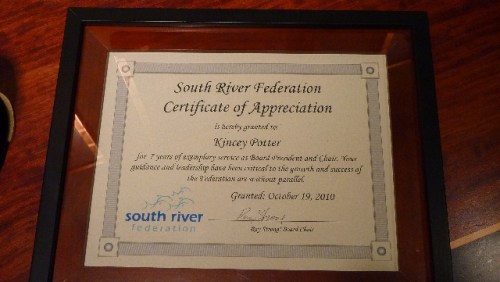 South River Federation
Certificate of Appreciation
is hereby granted to:
Kincey Potter
for 7 years of exemplary service as Board President and Chair. Your
guidance and leadership have been critical to the growth and success of
the Federation are without parallel.
Granted: October 19, 2010
south river
federation
Board Chair